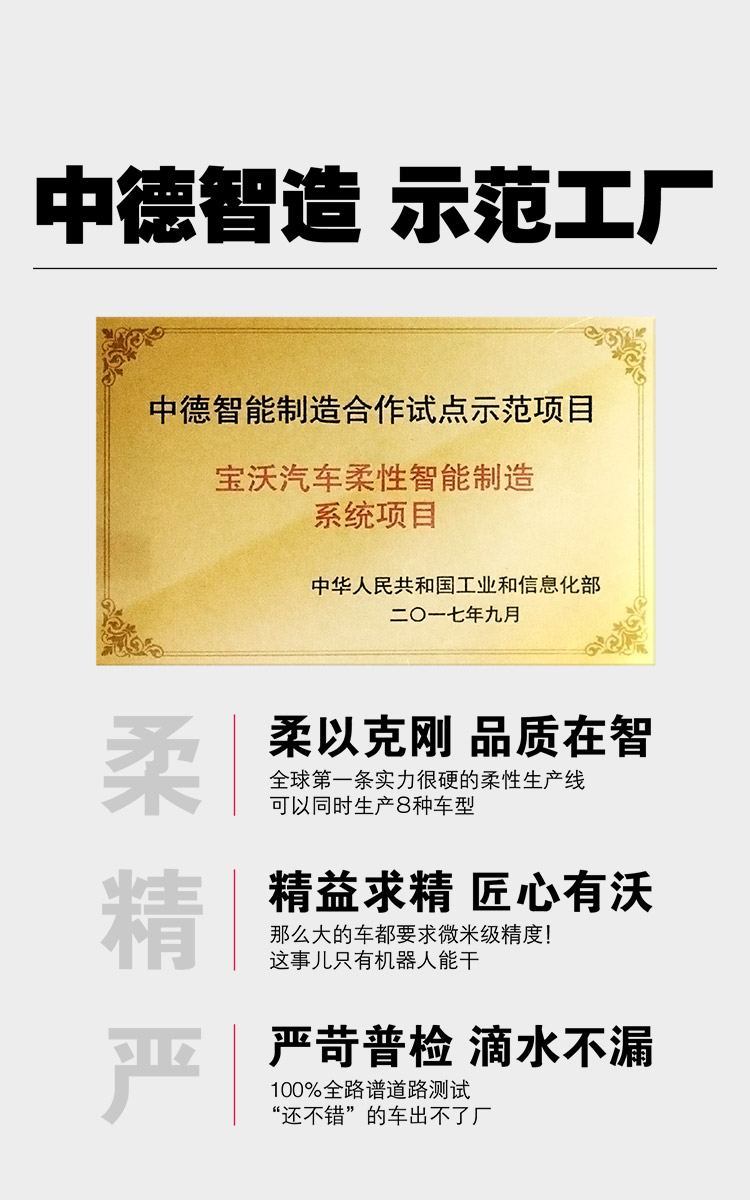 中德智造 示范工厂
中德智能制造合作试点示范项目
宝沃汽车柔性智能制造
系统项目
中华人民共和国工业和信息化部
二〇一七年九月
柔
柔以克刚 品质在智
全球第一条实力很硬的柔性生产线
可以同时生产8种车型
精
精益求精 匠心有沃
那么大的车都要求微米级精度!
这事儿只有机器人能干
严
严苛普检 滴水不漏
100%全路谱道路测试
“还不错”的车出不了厂